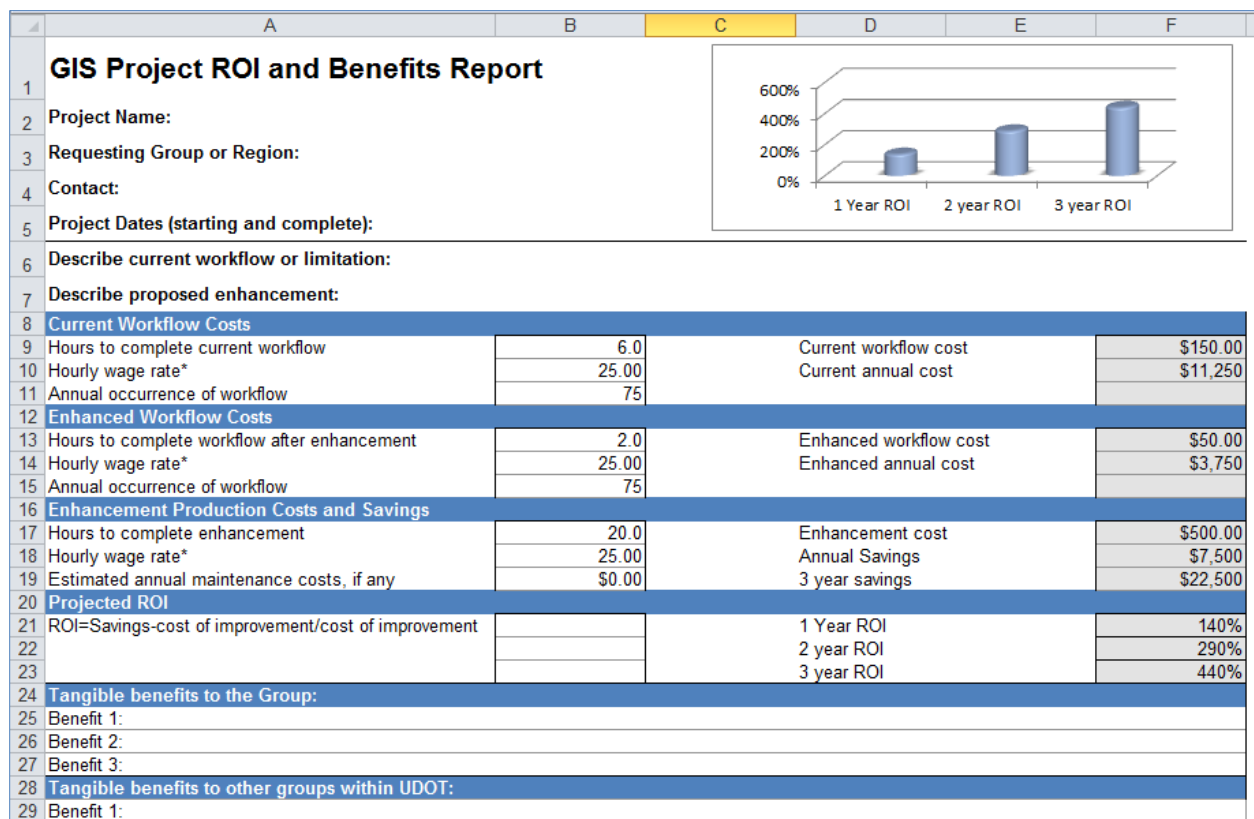 A B C D E F
1 GIS Project ROI and Benefits Report
600%
400%
200%
0%
1 Year ROI 2 year ROI 3 year ROI
2 Project Name:
3 Requesting Group or Region:
4 Contact:
5 Project Dates (starting and complete):
6 Describe current workflow or limitation:
7 Describe proposed enhancement:
8 Current Workflow Costs
9 Hours to complete current workflow 6.0 Current workflow cost $150.00
10 Hourly wage rate* 25.00 Current annual cost $11,250
11 Annual occurrence of workflow 75
12 Enhanced Workflow Costs
13 Hours to complete workflow after enhancement 2.0 Enhanced workflow cost $50.00
14 Hourly wage rate* 25.00 Enhanced annual cost $3,750
15 Annual occurrence of workflow 75
16 Enhancement Production Costs and Savings
17 Hours to complete enhancement 20.0 Enhancement cost $500.00
18 Hourly wage rate* 25.00 Annual Savings $7,500
19 Estimated annual maintenance costs, if any $0.00 3 year savings $22,500
20 Projected ROI
21 ROI=Savings-cost of improvement/cost of improvement 1 Year ROI 140%
22 2 year ROI 290%
23 3 year ROI 440%
24 Tangible benefits to the Group:
25 Benefit 1:
26 Benefit 2:
27 Benefit 3:
28 Tangible benefits to other groups within UDOT:
29 Benefit 1: